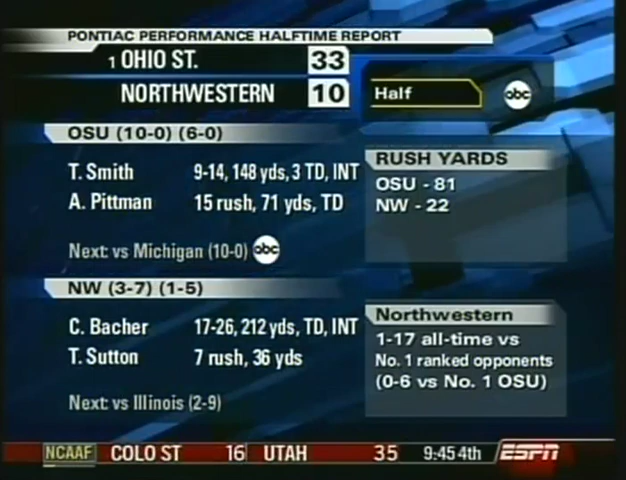 PONTIAC PERFORMANCE HALFTIME REPORT
1 OHIO ST. 33
NORTHWESTERN 10
Half abc
OSU (10-0) (6-0)
T. Smith 9-14, 148 yds, 3 TD, INT
A. Pittman 15 rush, 71 yds, TD
Next: vs Michigan (10-0) abc
RUSH YARDS
OSU - 81
NW - 22
NW (3-7) (1-5)
C. Bacher 17-26, 212 yds, TD, INT
T. Sutton 7 rush, 36 yds
Next: vs Illinois (2-9)
Northwestern
1-17 all-time vs
No. 1 ranked opponents
(0-6 vs No. 1 OSU)
NCAAF COLO ST 16 UTAH 35 9:45 4th ESPN